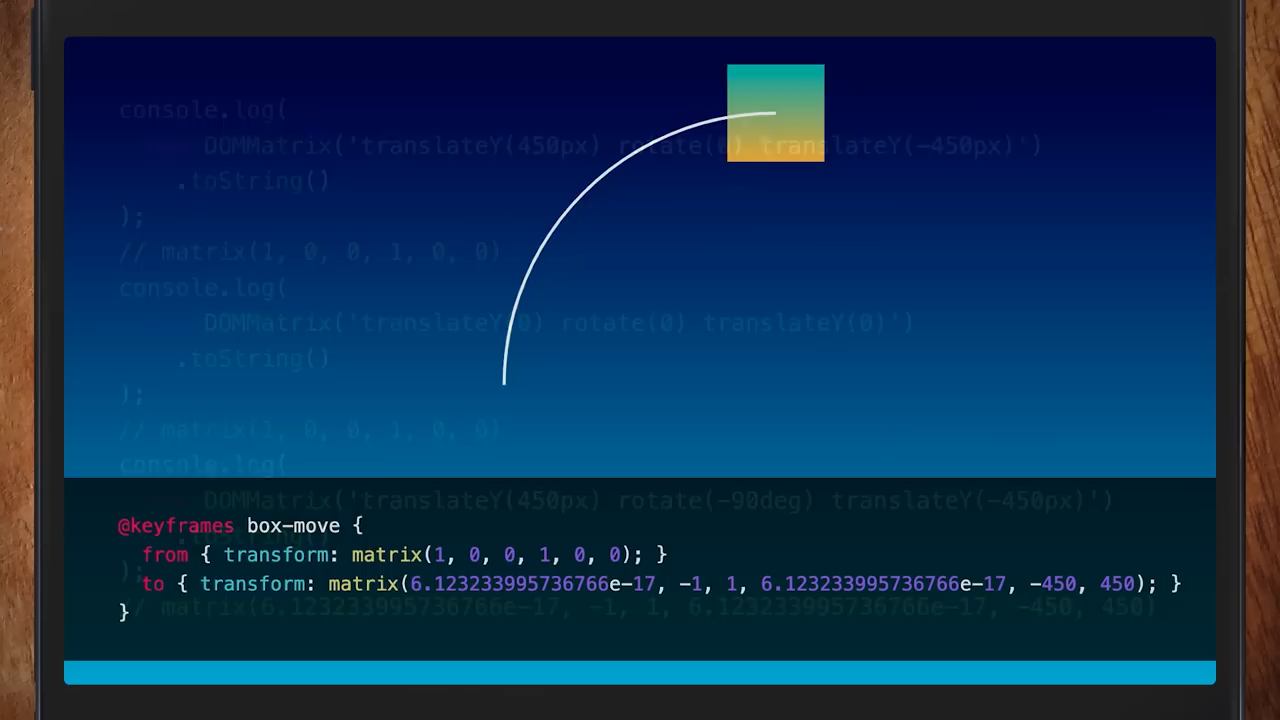 console.log(
DOMMatrix('translateY(450px) rotate(0) translateY(-450px)')
.toString()
);
// matrix(1, 0, 0, 1, 0, 0)
console.log(
DOMMatrix('translateY(0) rotate(0) translateY(0)')
.toString()
);
// matrix(1, 0, 0, 1, 0, 0)
console.log(
DOMMatrix('translateY(450px) rotate(-90deg) translateY(-450px)')
.toString()
);
// matrix(6.123233995736766e-17, -1, 1, 6.123233995736766e-17, -450, 450)
@keyframes box-move {
from { transform: matrix(1, 0, 0, 1, 0, 0); }
to { transform: matrix(6.123233995736766e-17, -1, 1, 6.123233995736766e-17, -450, 450); }
}